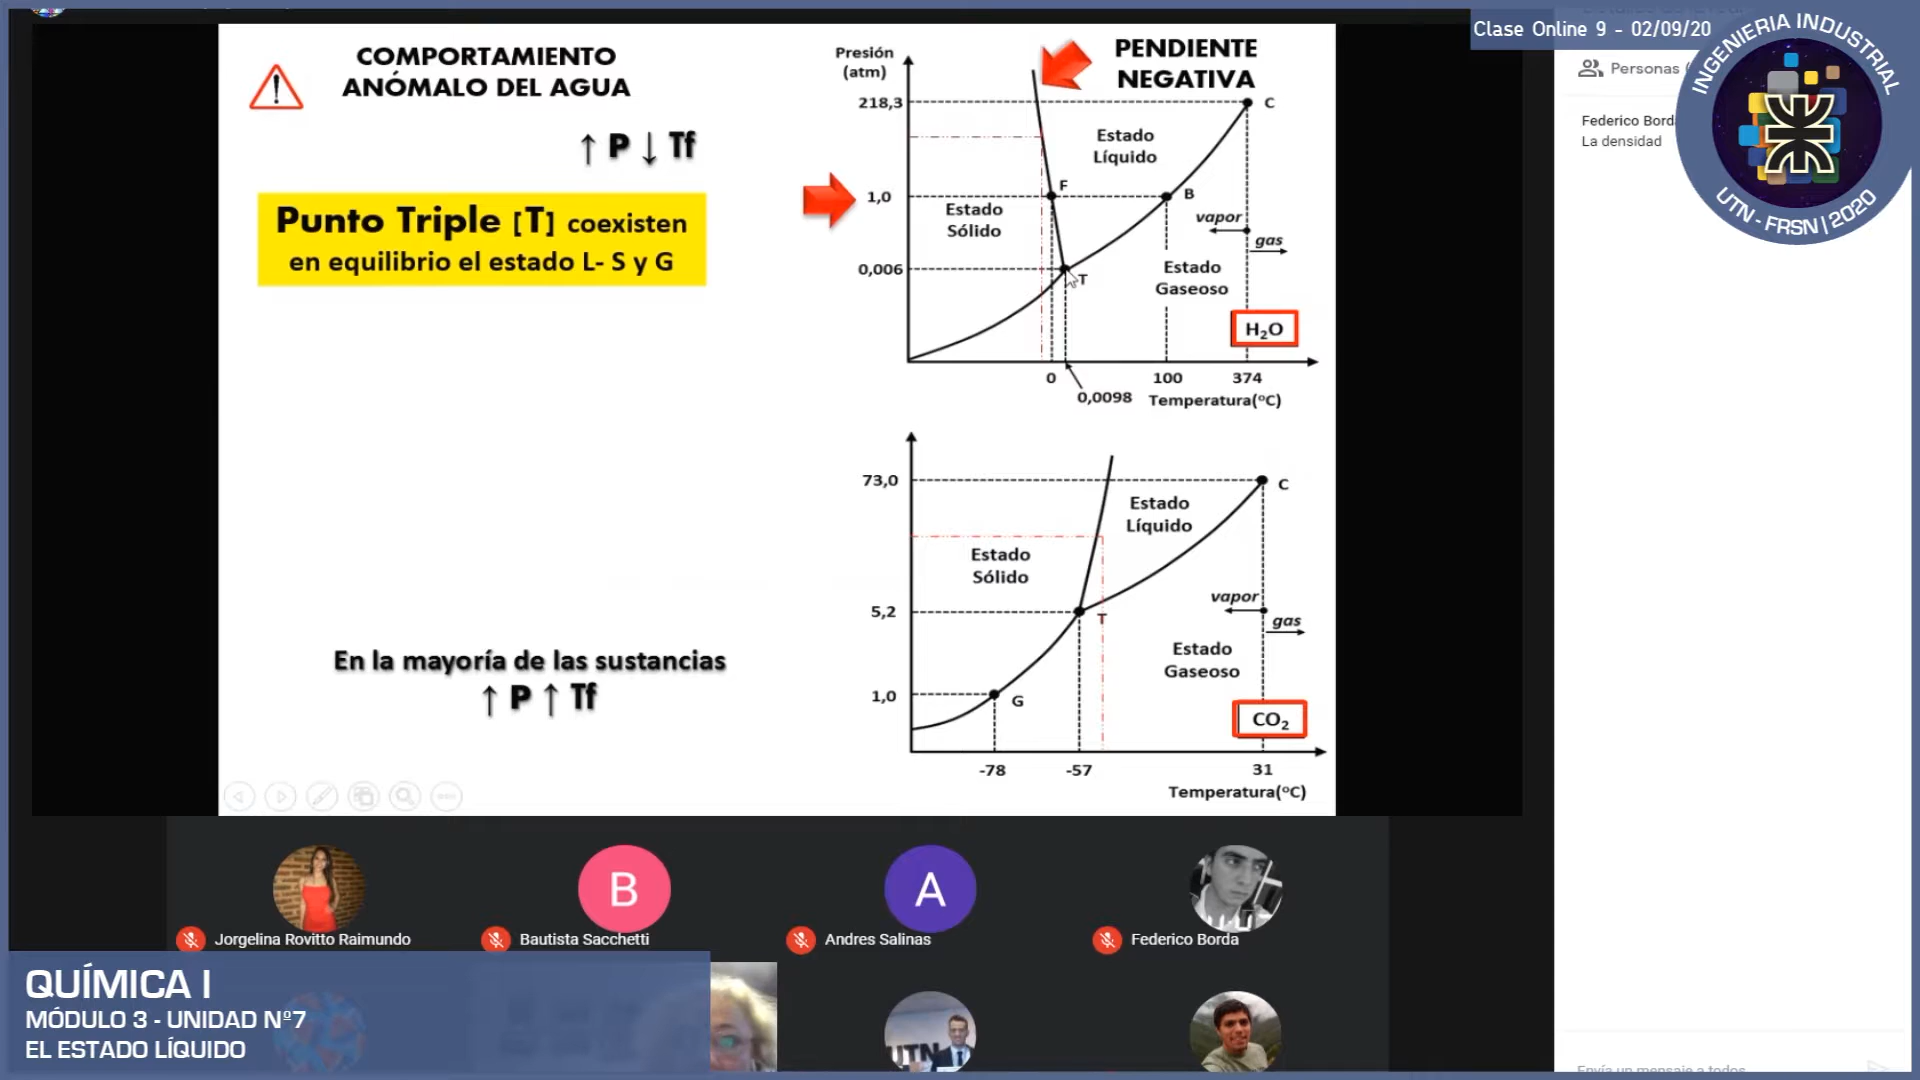 COMPORTAMIENTO
ANÓMALO DEL AGUA
↑ P ↓ Tf
Punto Triple [T] coexisten
en equilibrio el estado L- S y G
En la mayoría de las sustancias
↑ P ↑ Tf
PENDIENTE
NEGATIVA
Presión
(atm)
218,3
1,0
0,006
C
Estado
Líquido
F
B
Estado
Sólido
vapor
gas
T
Estado
Gaseoso
H₂O
0
100
374
0,0098
Temperatura(ºC)
73,0
5,2
1,0
C
Estado
Líquido
Estado
Sólido
T
vapor
gas
Estado
Gaseoso
G
CO₂
-78
-57
31
Temperatura(ºC)
Clase Online 9 - 02/09/20
INGENIERIA INDUSTRIAL
UTN - FRSN | 2020
Personas (
Federico Bord
La densidad
Envía un mensaje a todos
Jorgelina Rovitto Raimundo
B
Bautista Sacchetti
A
Andres Salinas
Federico Borda
UTN
QUÍMICA I
MÓDULO 3 - UNIDAD Nº7
EL ESTADO LÍQUIDO